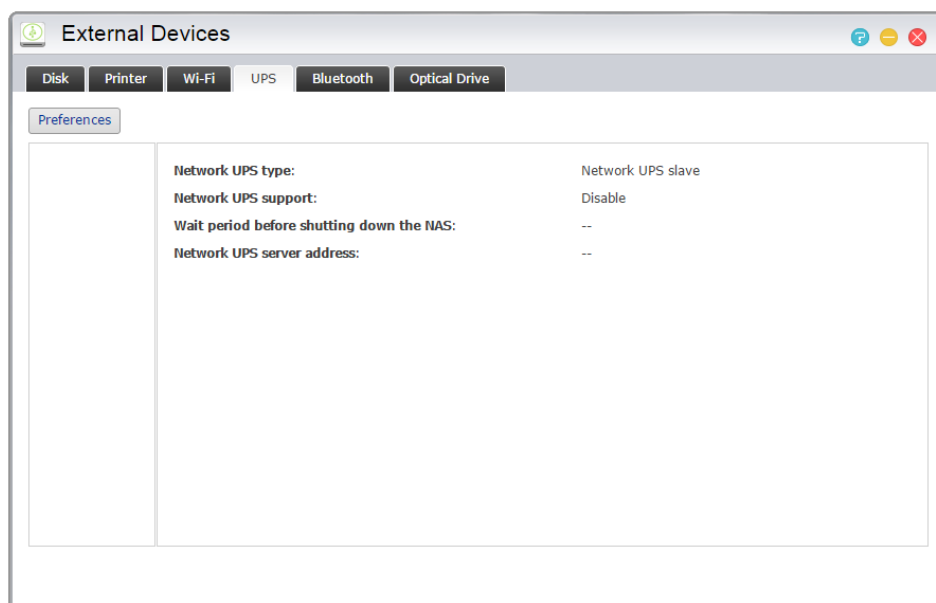 External Devices
Disk Printer Wi-Fi UPS Bluetooth Optical Drive
Preferences
Network UPS type: Network UPS slave
Network UPS support: Disable
Wait period before shutting down the NAS: --
Network UPS server address: --